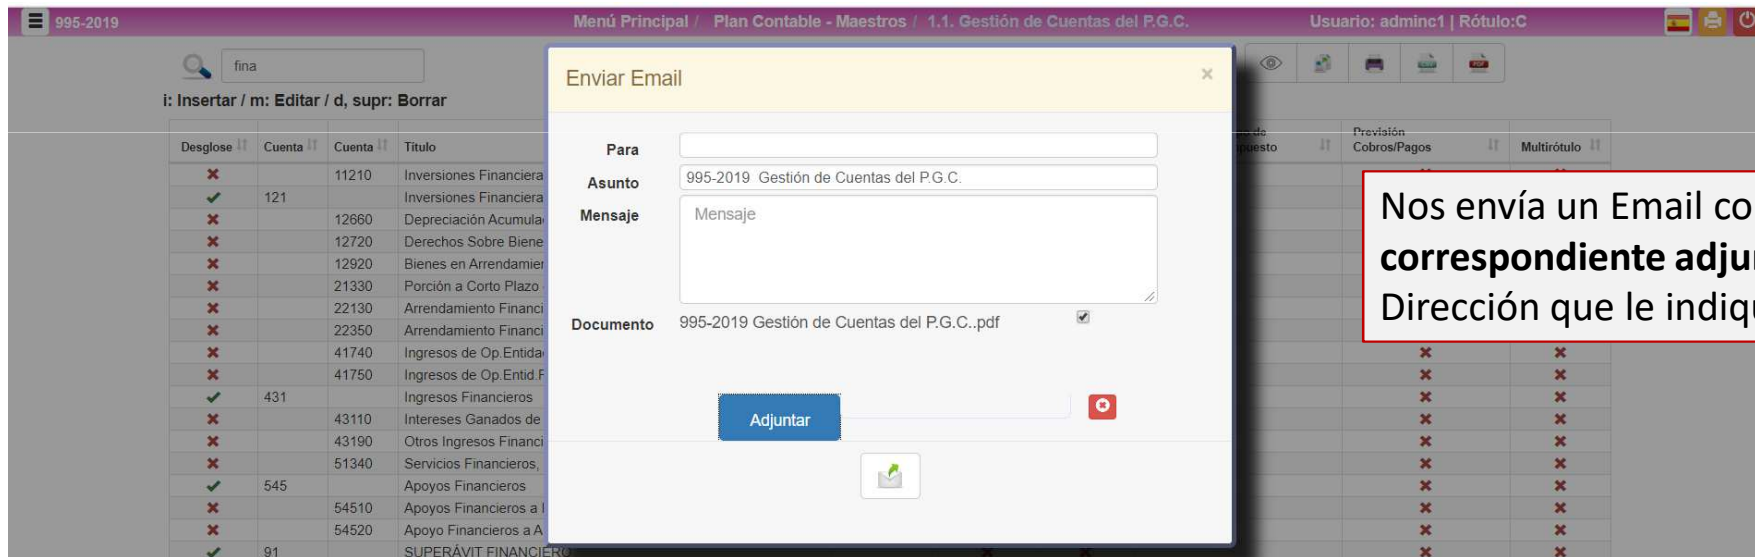 995-2019 Menú Principal / Plan Contable - Maestros / 1.1. Gestión de Cuentas del P.G.C. Usuario: adminc1 | Rótulo:C
fina
i: Insertar / m: Editar / d, supr: Borrar
Enviar Email ×
Para
Asunto 995-2019 Gestión de Cuentas del P.G.C.
Mensaje Mensaje
Documento 995-2019 Gestión de Cuentas del P.G.C..pdf
Adjuntar
Desglose Cuenta Cuenta Título Previsión Cobros/Pagos Multirótulo
11210 Inversiones Financiera
121 Inversiones Financiera
12660 Depreciación Acumula
12720 Derechos Sobre Biene
12920 Bienes en Arrendamier
21330 Porción a Corto Plazo
22130 Arrendamiento Financi
22350 Arrendamiento Financi
41740 Ingresos de Op.Entida
41750 Ingresos de Op.Entid.F
431 Ingresos Financieros
43110 Intereses Ganados de
43190 Otros Ingresos Financi
51340 Servicios Financieros,
545 Apoyos Financieros
54510 Apoyos Financieros a
54520 Apoyo Financieros a A
91 SUPERÁVIT FINANCIERO
Nos envía un Email co
correspondiente adju
Dirección que le indiq